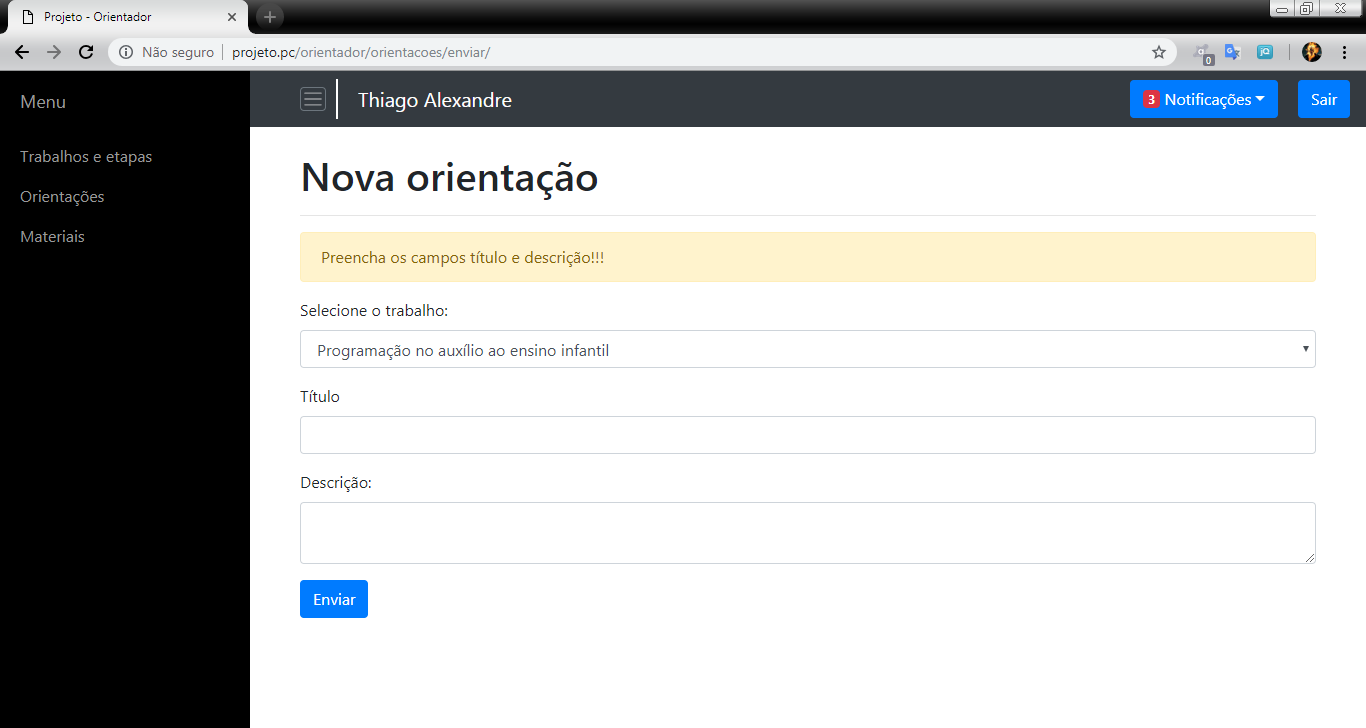 Projeto - Orientador
Não seguro
projeto.pc/orientador/orientacoes/enviar/
0
Menu
Thiago Alexandre
3 Notificações
Sair
Trabalhos e etapas
Orientações
Materiais
Nova orientação
Preencha os campos título e descrição!!!
Selecione o trabalho:
Programação no auxílio ao ensino infantil
Título
Descrição:
Enviar